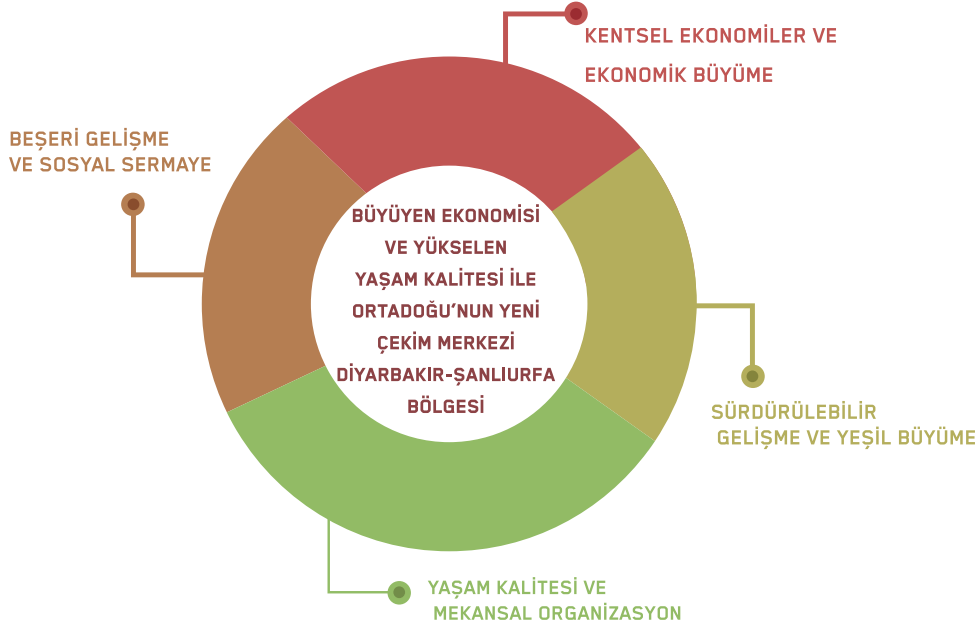 KENTSEL EKONOMİLER VE
EKONOMİK BÜYÜME
BEŞERİ GELİŞME
VE SOSYAL SERMAYE
BÜYÜYEN EKONOMİSİ
VE YÜKSELEN
YAŞAM KALİTESİ İLE
ORTADOĞU'NUN YENİ
ÇEKİM MERKEZİ
DİYARBAKIR-ŞANLIURFA
BÖLGESİ
SÜRDÜRÜLEBİLİR
GELİŞME VE YEŞİL BÜYÜME
YAŞAM KALİTESİ VE
MEKANSAL ORGANİZASYON